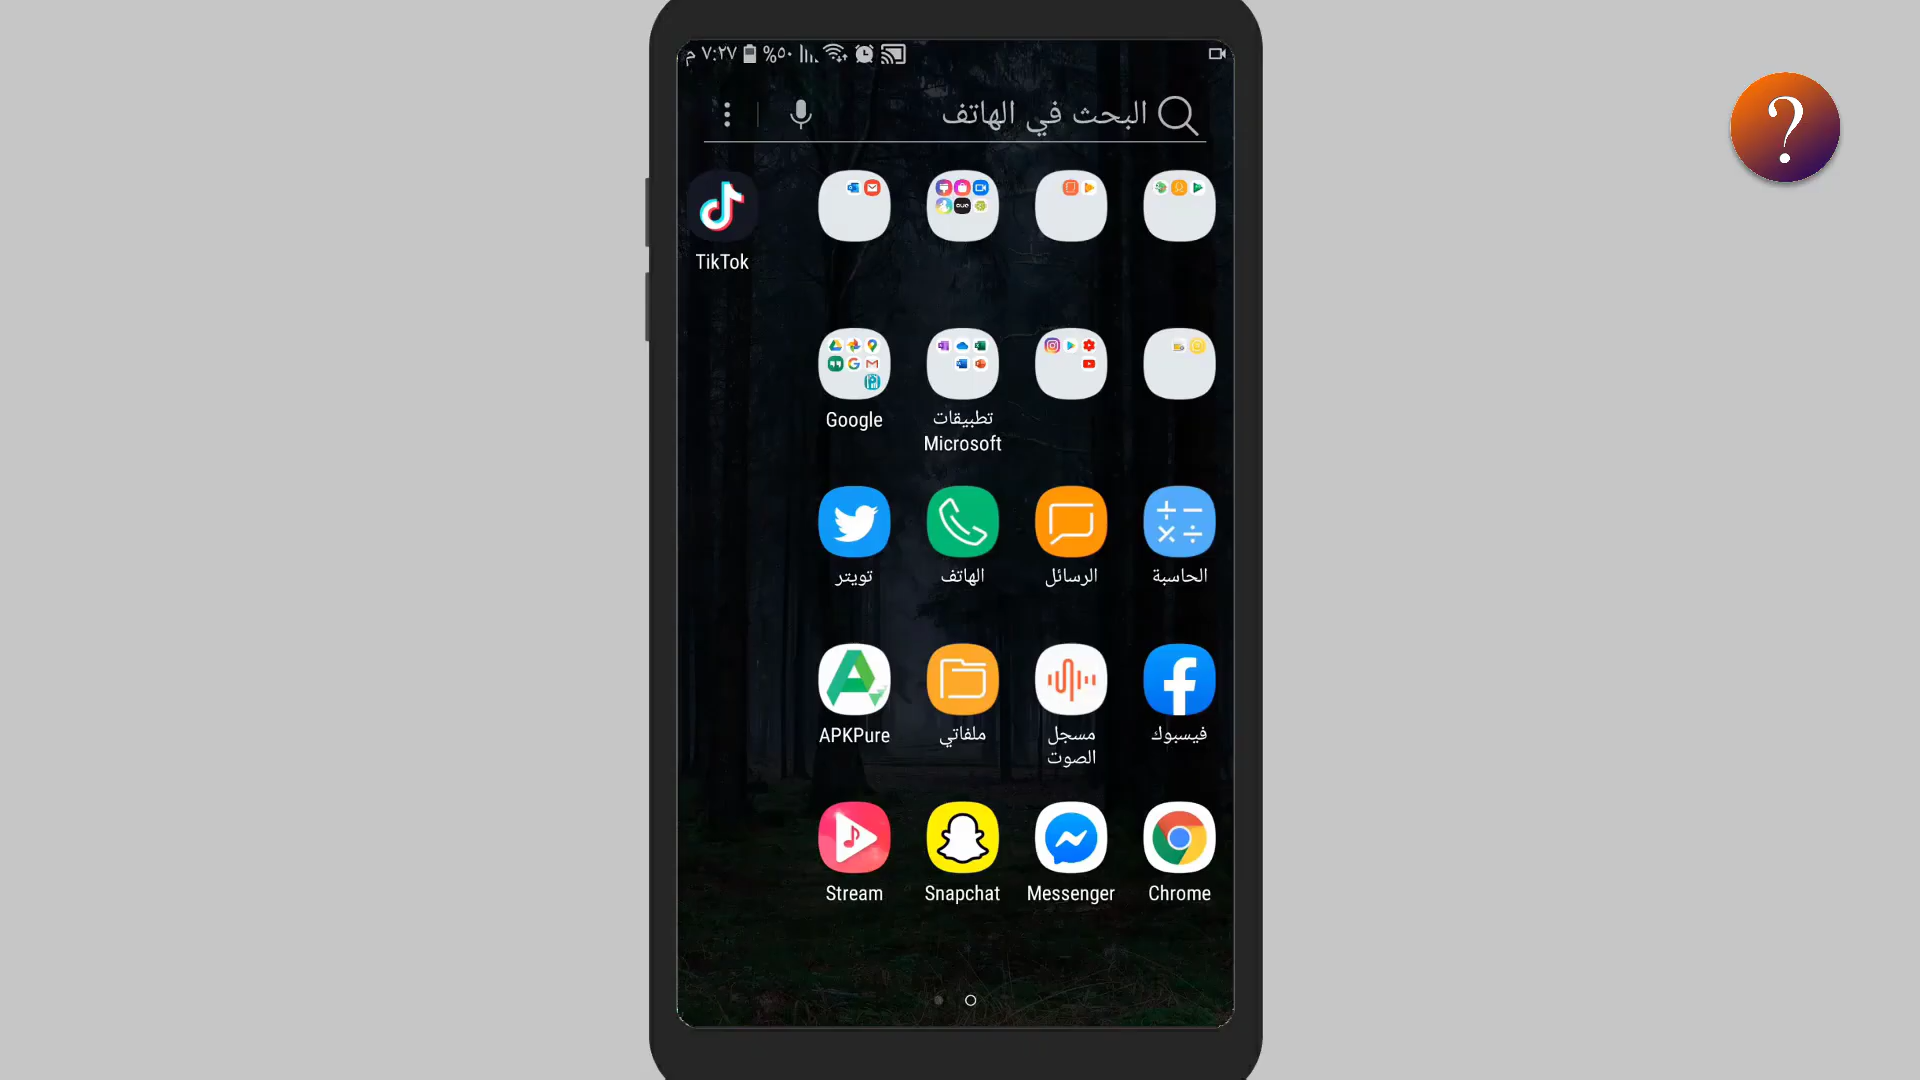 م ٧:٢٧ %٥٠
البحث في الهاتف
?
TikTok
Google
تطبيقات
Microsoft
الحاسبة
الرسائل
الهاتف
تويتر
فيسبوك
مسجل
الصوت
ملفاتي
APKPure
Chrome
Messenger
Snapchat
Stream